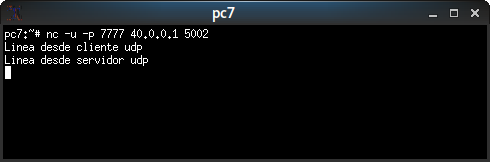 pc7
pc7:~# nc -u -p 7777 40.0.0.1 5002
Linea desde cliente udp
Linea desde servidor udp